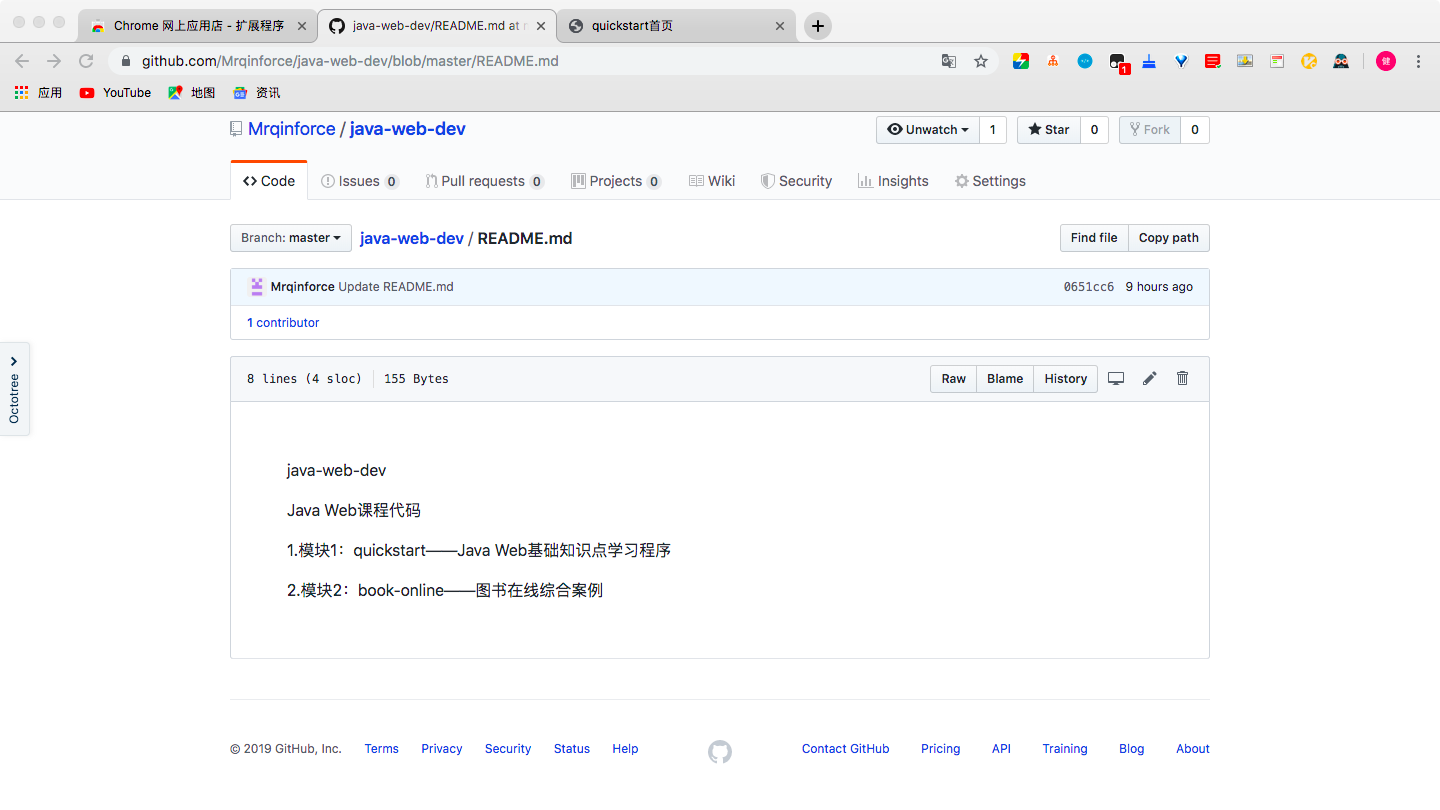 Chrome 网上应用店 - 扩展程序
java-web-dev/README.md at
quickstart首页
github.com/Mrqinforce/java-web-dev/blob/master/README.md
1
健
应用 YouTube 地图 资讯
Mrqinforce / java-web-dev
Unwatch 1 Star 0 Fork 0
Code Issues 0 Pull requests 0 Projects 0 Wiki Security Insights Settings
Branch: master java-web-dev / README.md Find file Copy path
Mrqinforce Update README.md 0651cc6 9 hours ago
1 contributor
Octotree
8 lines (4 sloc) 155 Bytes Raw Blame History
java-web-dev
Java Web课程代码
1.模块1：quickstart——Java Web基础知识点学习程序
2.模块2：book-online——图书在线综合案例
© 2019 GitHub, Inc. Terms Privacy Security Status Help Contact GitHub Pricing API Training Blog About